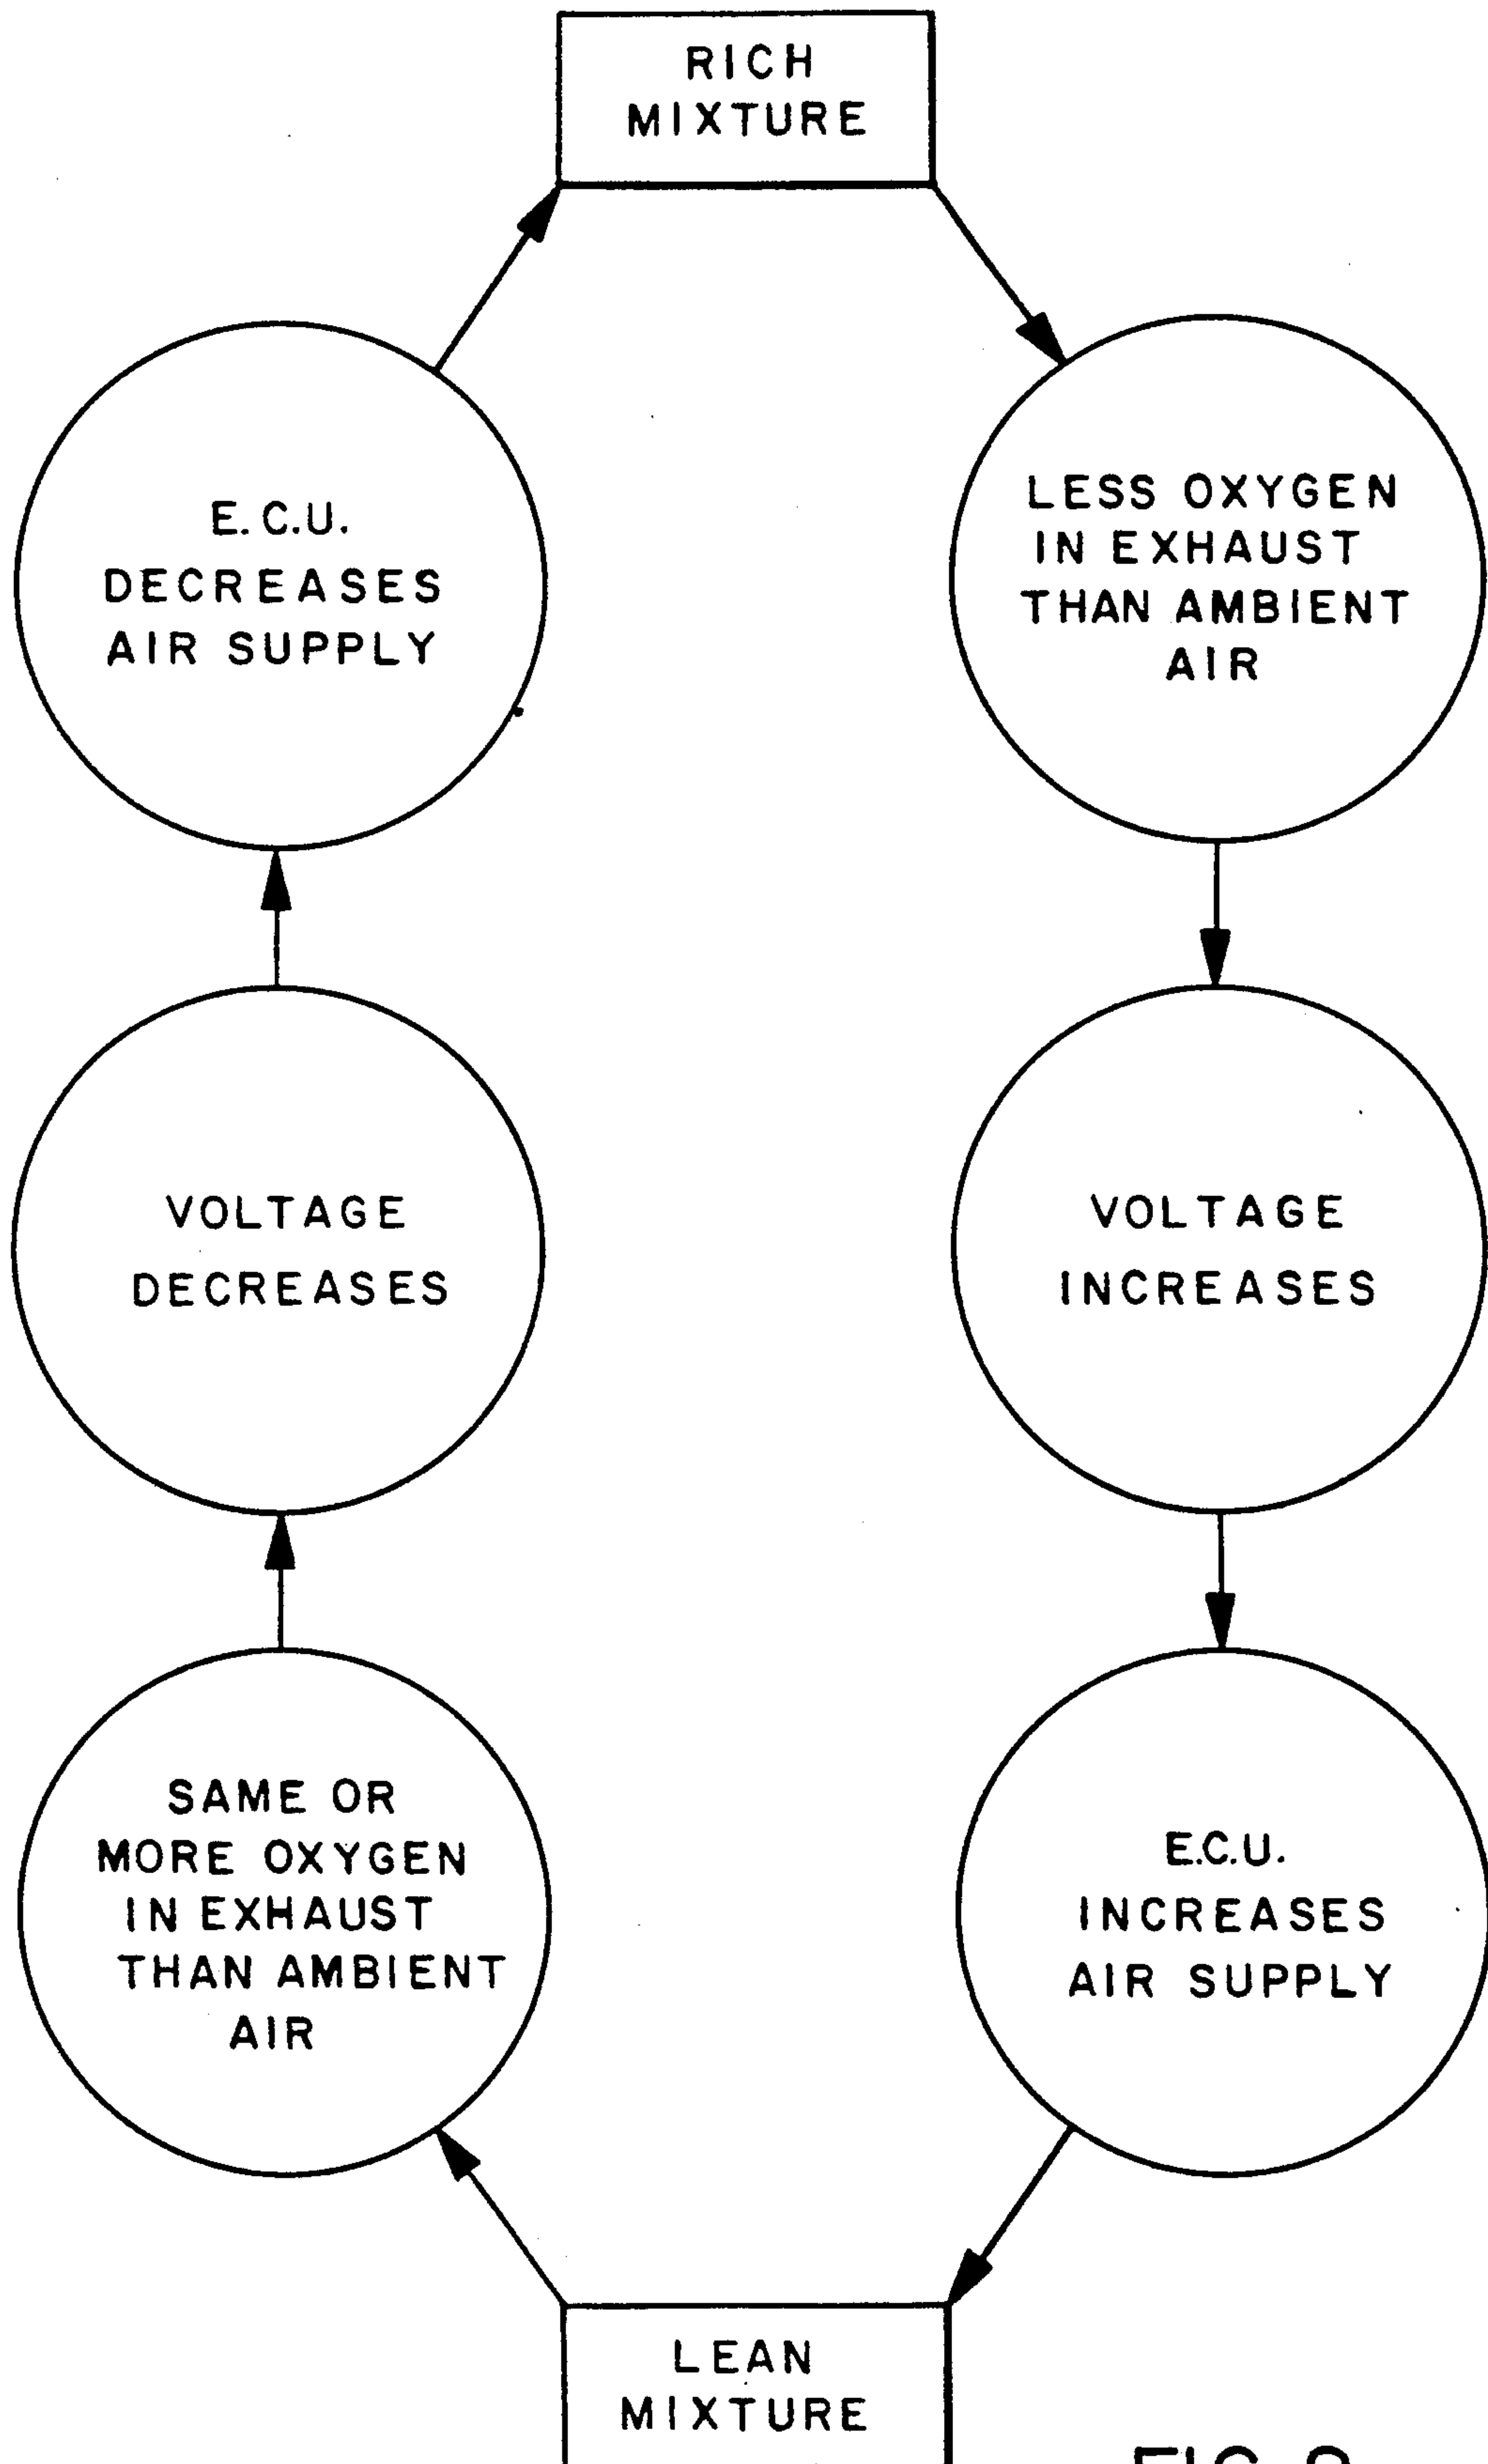 RICH
MIXTURE
LESS OXYGEN
IN EXHAUST
THAN AMBIENT
AIR
VOLTAGE
INCREASES
E.C.U.
INCREASES
AIR SUPPLY
LEAN
MIXTURE
SAME OR
MORE OXYGEN
IN EXHAUST
THAN AMBIENT
AIR
VOLTAGE
DECREASES
E.C.U.
DECREASES
AIR SUPPLY